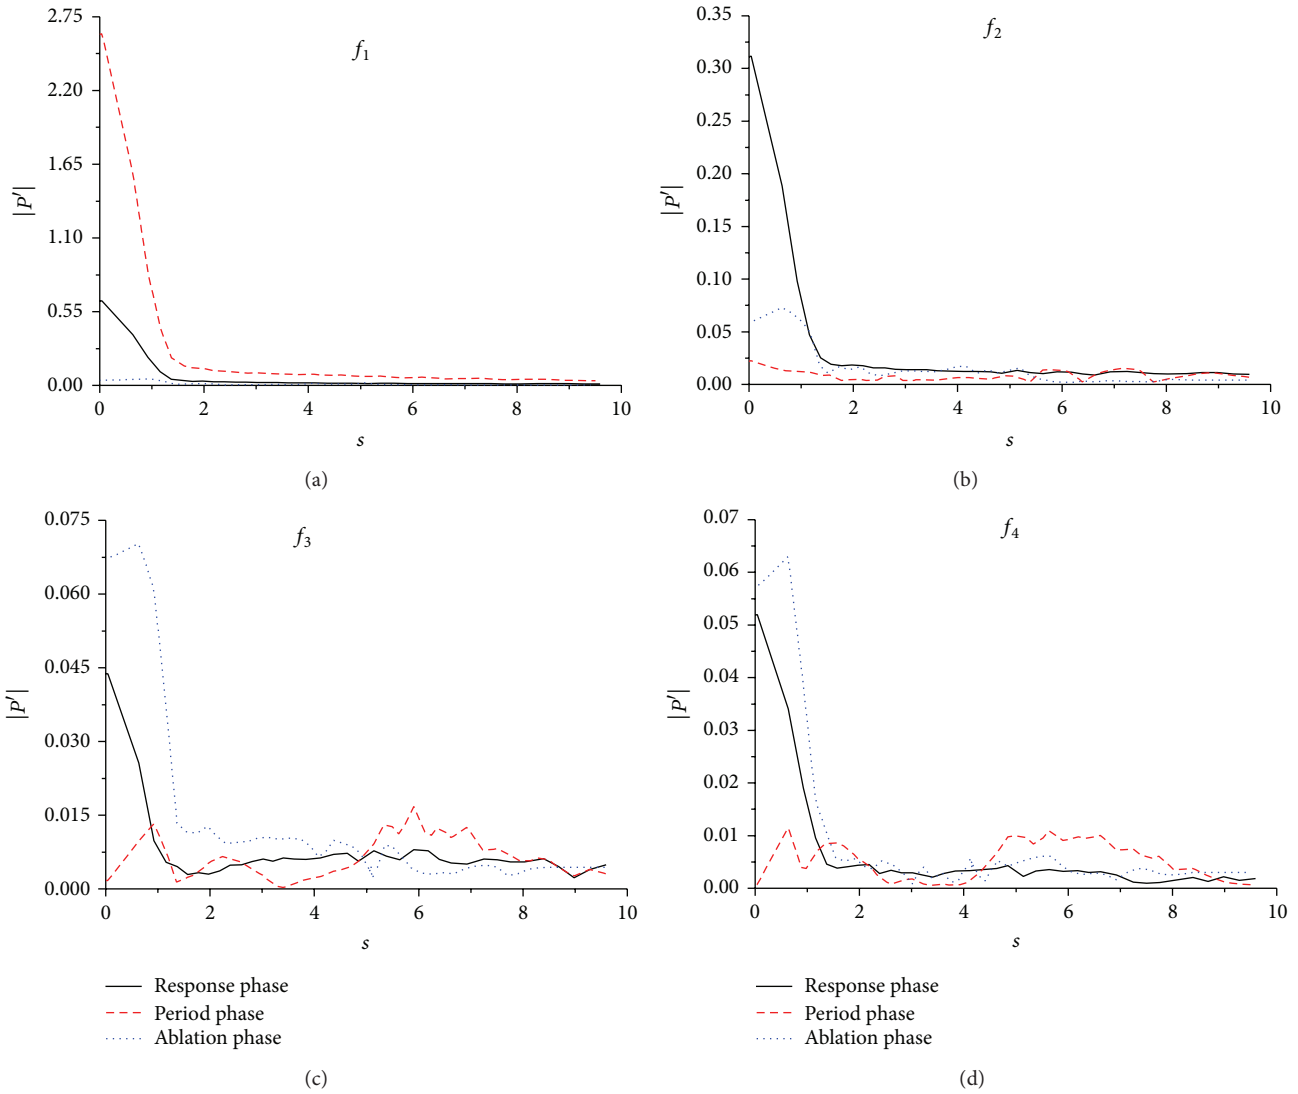 2.75
2.20
1.65
1.10
0.55
0.00
|P′|
f1
0 2 4 6 8 10
s
(a)
0.35
0.30
0.25
0.20
0.15
0.10
0.05
0.00
|P′|
f2
0 2 4 6 8 10
s
(b)
0.075
0.060
0.045
0.030
0.015
0.000
|P′|
f3
0 2 4 6 8 10
s
Response phase
Period phase
Ablation phase
(c)
0.07
0.06
0.05
0.04
0.03
0.02
0.01
0.00
|P′|
f4
0 2 4 6 8 10
s
Response phase
Period phase
Ablation phase
(d)